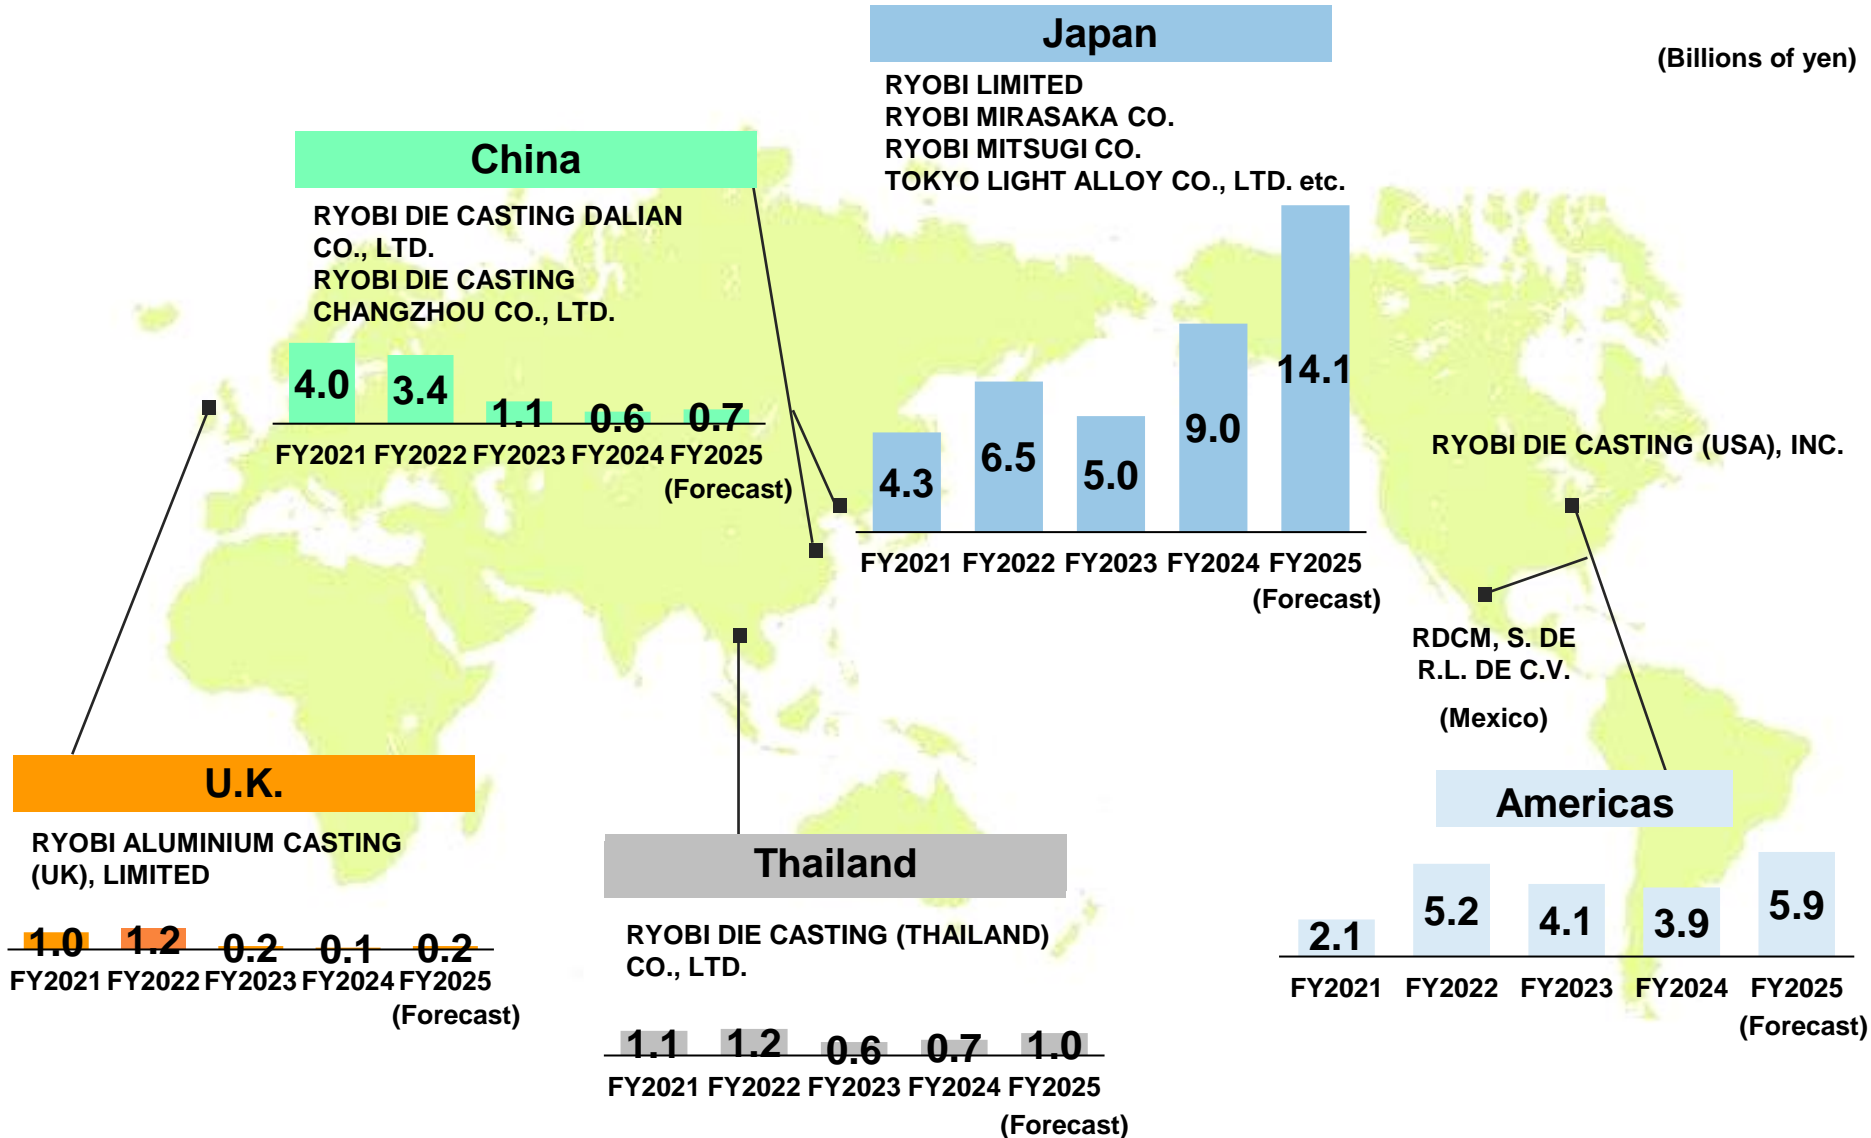 Japan
(Billions of yen)
RYOBI LIMITED
RYOBI MIRASAKA CO.
RYOBI MITSUGI CO.
TOKYO LIGHT ALLOY CO., LTD. etc.
4.3
6.5
5.0
9.0
14.1
FY2021 FY2022 FY2023 FY2024 FY2025
(Forecast)
China
RYOBI DIE CASTING DALIAN
CO., LTD.
RYOBI DIE CASTING
CHANGZHOU CO., LTD.
4.0
3.4
1.1
0.6
0.7
FY2021 FY2022 FY2023 FY2024 FY2025
(Forecast)
RYOBI DIE CASTING (USA), INC.
RDCM, S. DE
R.L. DE C.V.
(Mexico)
U.K.
RYOBI ALUMINIUM CASTING
(UK), LIMITED
1.0
1.2
0.2
0.1
0.2
FY2021 FY2022 FY2023 FY2024 FY2025
(Forecast)
Thailand
RYOBI DIE CASTING (THAILAND)
CO., LTD.
1.1
1.2
0.6
0.7
1.0
FY2021 FY2022 FY2023 FY2024 FY2025
(Forecast)
Americas
2.1
5.2
4.1
3.9
5.9
FY2021 FY2022 FY2023 FY2024 FY2025
(Forecast)